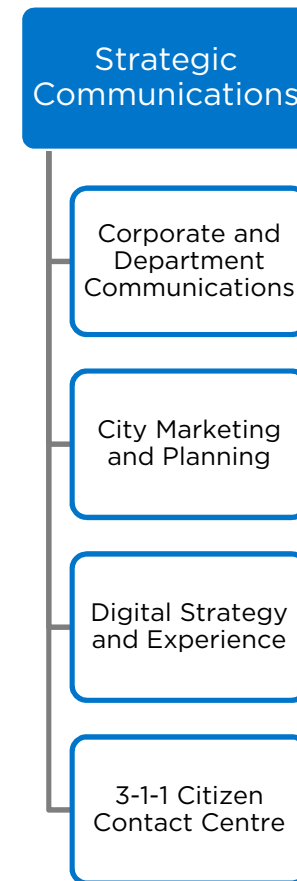 Strategic
Communications
Corporate and
Department
Communications
City Marketing
and Planning
Digital Strategy
and Experience
3-1-1 Citizen
Contact Centre